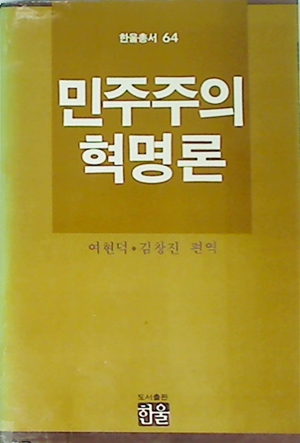 한울총서 64
민주주의
혁명론
여현덕•김창진 편역
도서출판
한울